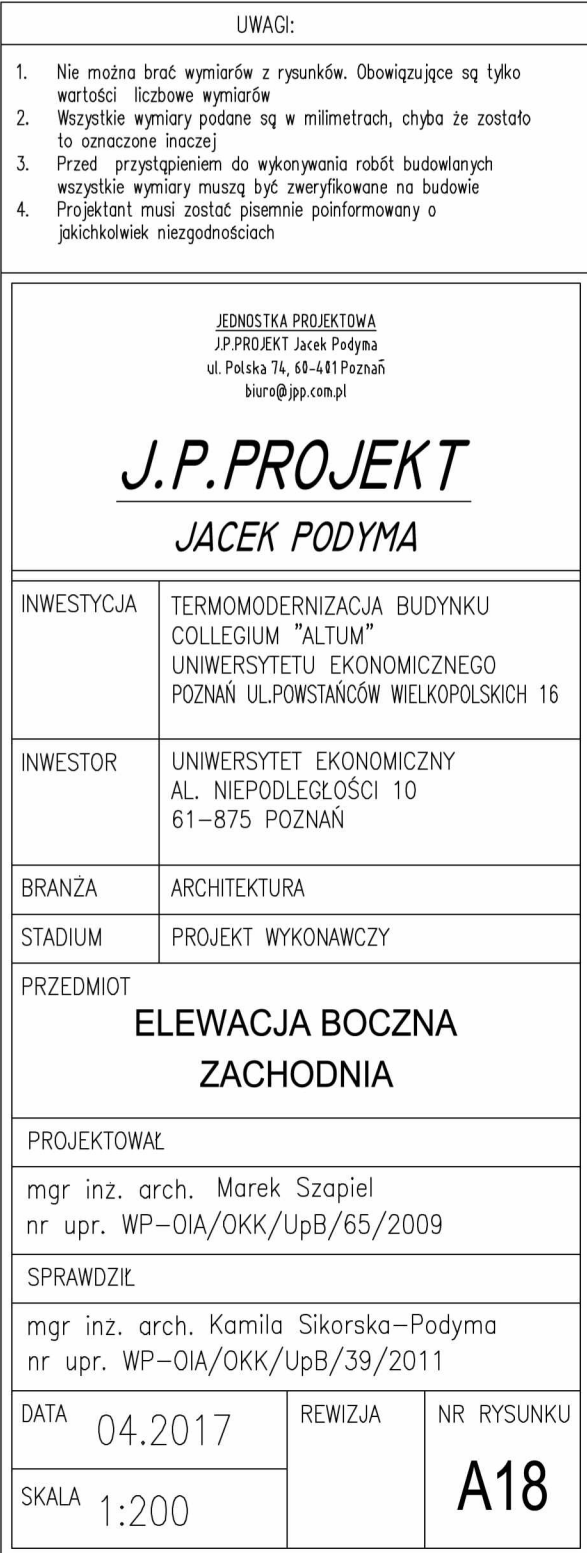 UWAGI:
1. Nie można brać wymiarów z rysunków. Obowiązujące są tylko
wartości liczbowe wymiarów
2. Wszystkie wymiary podane są w milimetrach, chyba że zostało
to oznaczone inaczej
3. Przed przystąpieniem do wykonywania robót budowlanych
wszystkie wymiary muszą być zweryfikowane na budowie
4. Projektant musi zostać pisemnie poinformowany o
jakichkolwiek niezgodnościach
JEDNOSTKA PROJEKTOWA
J.P.PROJEKT Jacek Podyma
ul. Polska 74, 60-401 Poznań
biuro@jpp.com.pl
J.P.PROJEKT
JACEK PODYMA
INWESTYCJA
TERMOMODERNIZACJA BUDYNKU
COLLEGIUM "ALTUM"
UNIWERSYTETU EKONOMICZNEGO
POZNAŃ UL.POWSTAŃCÓW WIELKOPOLSKICH 16
INWESTOR
UNIWERSYTET EKONOMICZNY
AL. NIEPODLEGŁOŚCI 10
61-875 POZNAŃ
BRANŻA
ARCHITEKTURA
STADIUM
PROJEKT WYKONAWCZY
PRZEDMIOT
ELEWACJA BOCZNA
ZACHODNIA
PROJEKTOWAŁ
mgr inż. arch. Marek Szapiel
nr upr. WP-OIA/OKK/UpB/65/2009
SPRAWDZIŁ
mgr inż. arch. Kamila Sikorska-Podyma
nr upr. WP-OIA/OKK/UpB/39/2011
DATA 04.2017
REWIZJA
NR RYSUNKU
A18
SKALA 1:200